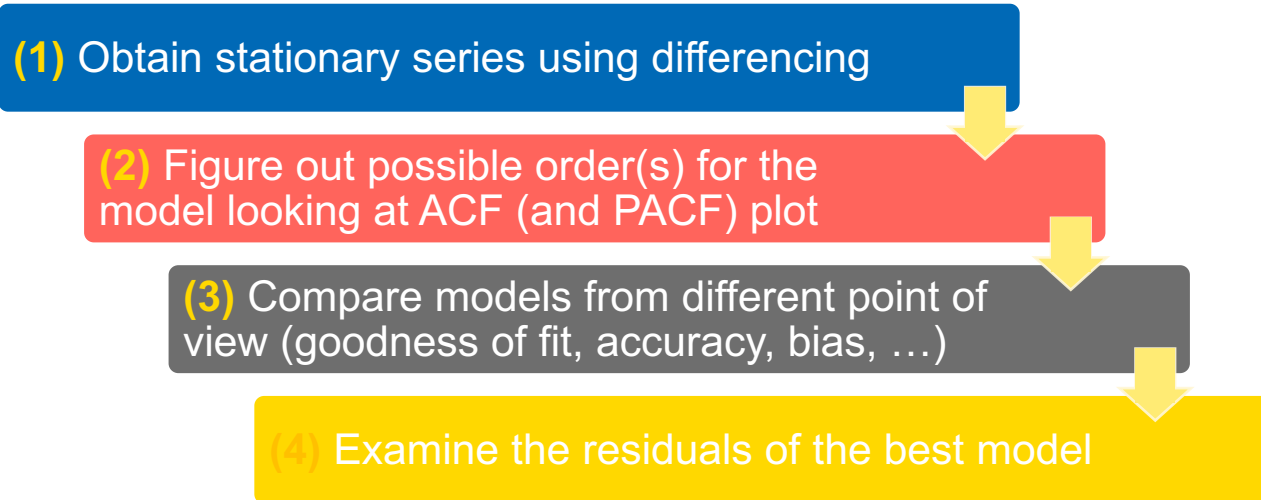 (1) Obtain stationary series using differencing
(2) Figure out possible order(s) for the
model looking at ACF (and PACF) plot
(3) Compare models from different point of
view (goodness of fit, accuracy, bias, …)
(4) Examine the residuals of the best model